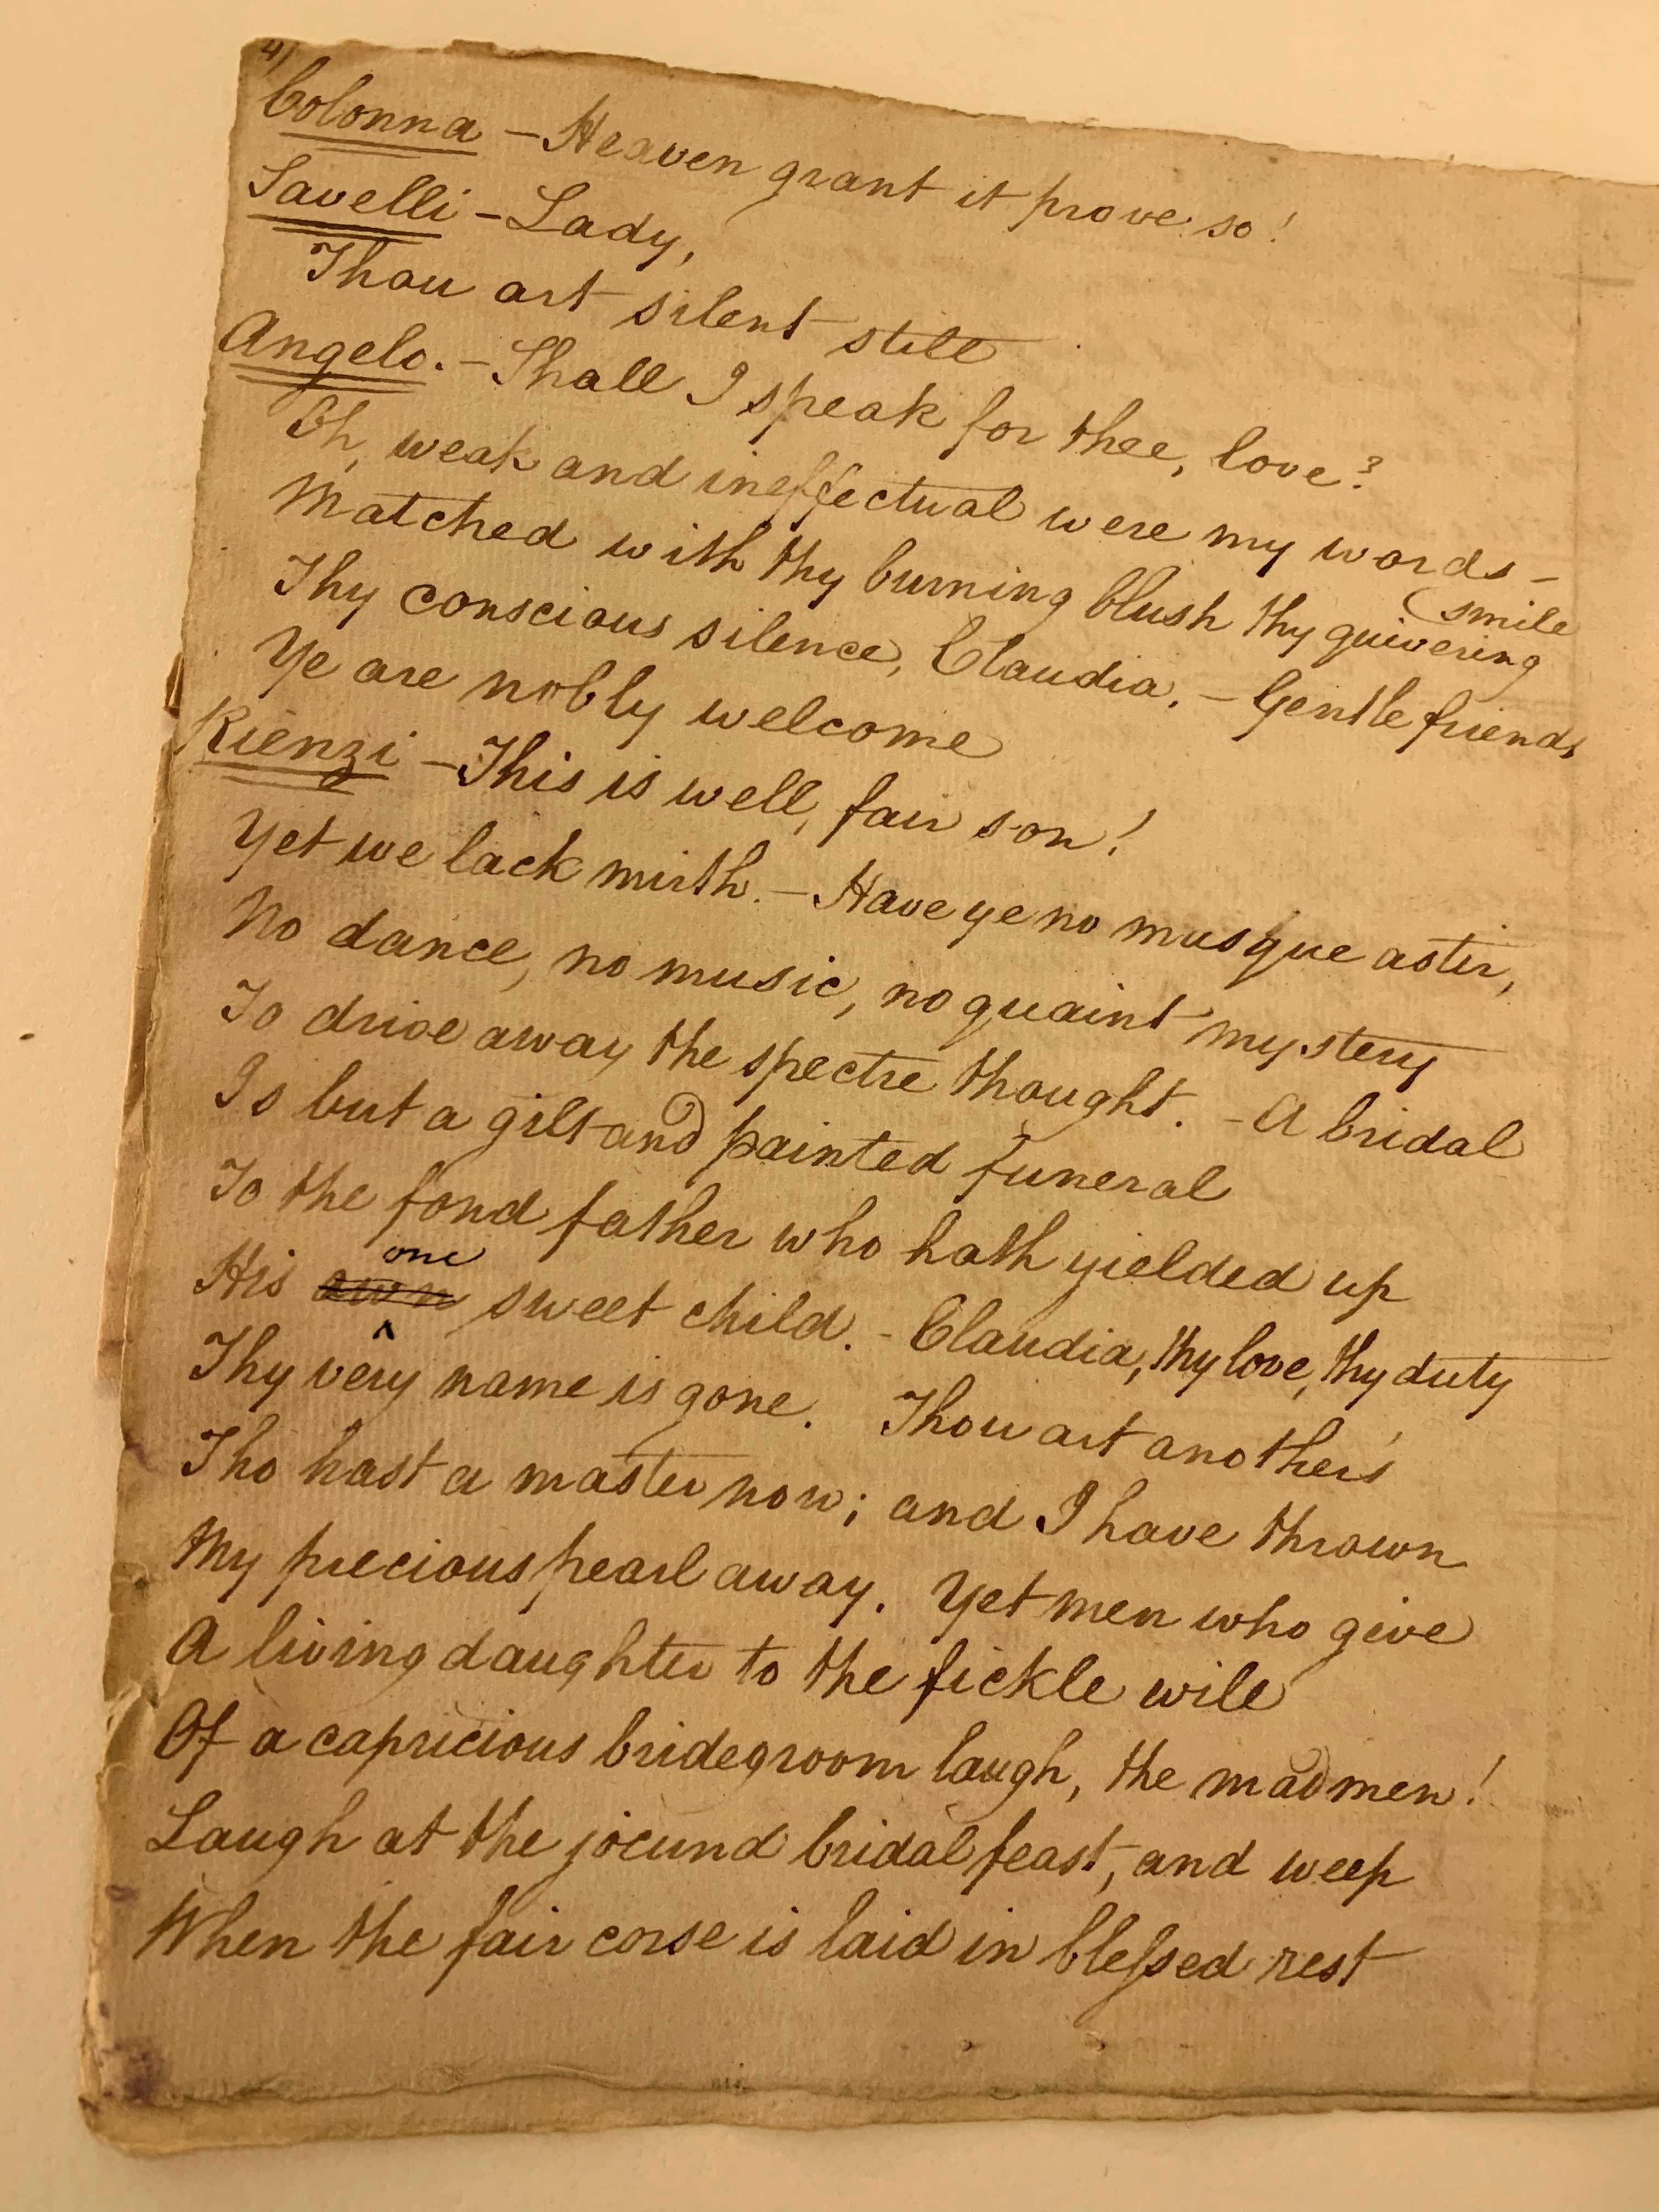 4)
Colonna – Heaven grant it prove so!
Savelli – Lady,
Thou art silent still
Angelo. – Shall I speak for thee, love?
Oh, weak and ineffectual were my words –
Matched with thy burning blush thy quivering (smile
Thy conscious silence, Claudia. – Gentle friends
Ye are nobly welcome
Rienzi – This is well, fair son!
Yet we lack mirth. – Have ye no musque astir,
No dance, no music, no quaint mystery
To drive away the spectre thought. – A bridal
Is but a gilt and painted funeral
To the fond father who hath yielded up
His own one sweet child. – Claudia, thy love, thy duty
Thy very name is gone. Thou art another's
Tho hast a master now; and I have thrown
My precious pearl away. Yet men who give
A living daughter to the fickle will
Of a capricious bridegroom laugh, the madmen!
Laugh at the jocund bridal feast, and weep
When the fair corse is laid in blessed rest